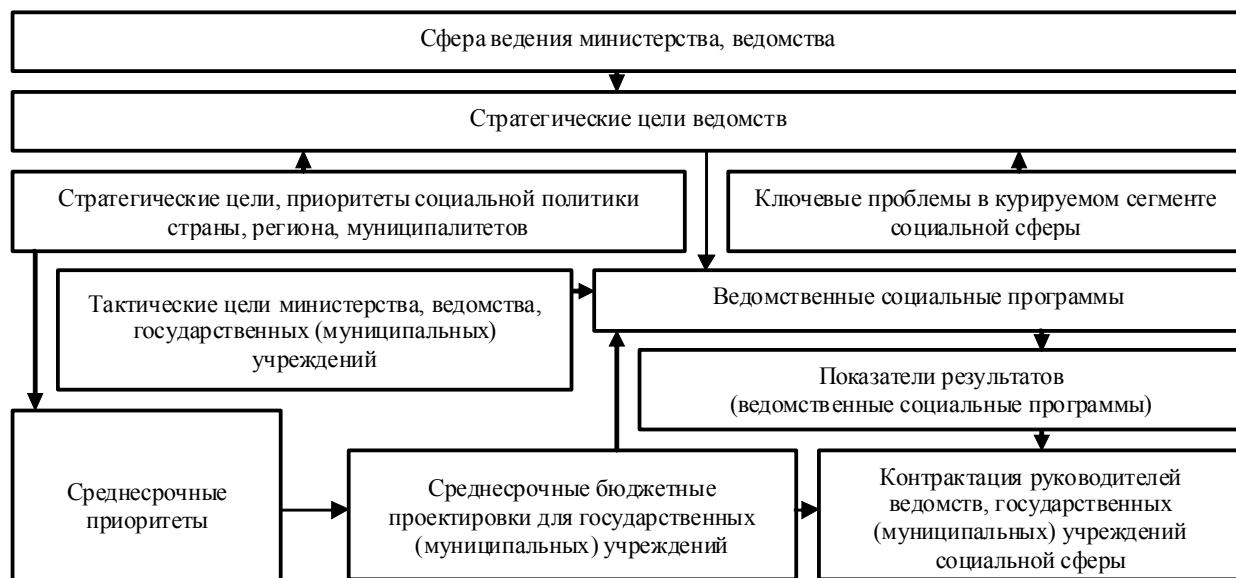 Сфера ведения министерства, ведомства
Стратегические цели ведомств
Стратегические цели, приоритеты социальной политики
страны, региона, муниципалитетов
Ключевые проблемы в курируемом сегменте
социальной сферы
Тактические цели министерства, ведомства,
государственных (муниципальных)
учреждений
Ведомственные социальные программы
Показатели результатов
(ведомственные социальные программы)
Среднесрочные
приоритеты
Среднесрочные бюджетные
проектировки для государственных
(муниципальных) учреждений
Контрактация руководителей
ведомств, государственных
(муниципальных) учреждений
социальной сферы